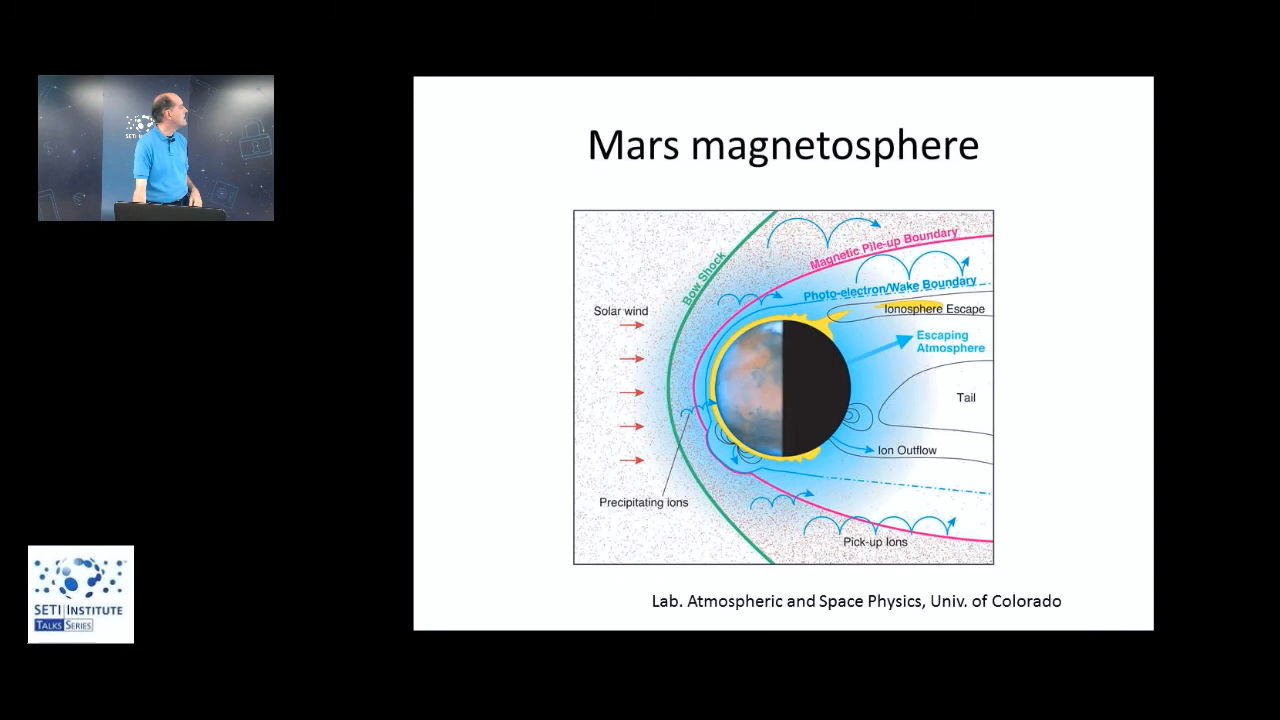 SETI
Mars magnetosphere
Magnetic Pile-up Boundary
Bow Shock
Photo-electron/Wake Boundary
Solar wind
Ionosphere Escape
Escaping
Atmosphere
Tail
Ion Outflow
Precipitating ions
Pick-up Ions
SETI INSTITUTE
TALKS SERIES
Lab. Atmospheric and Space Physics, Univ. of Colorado